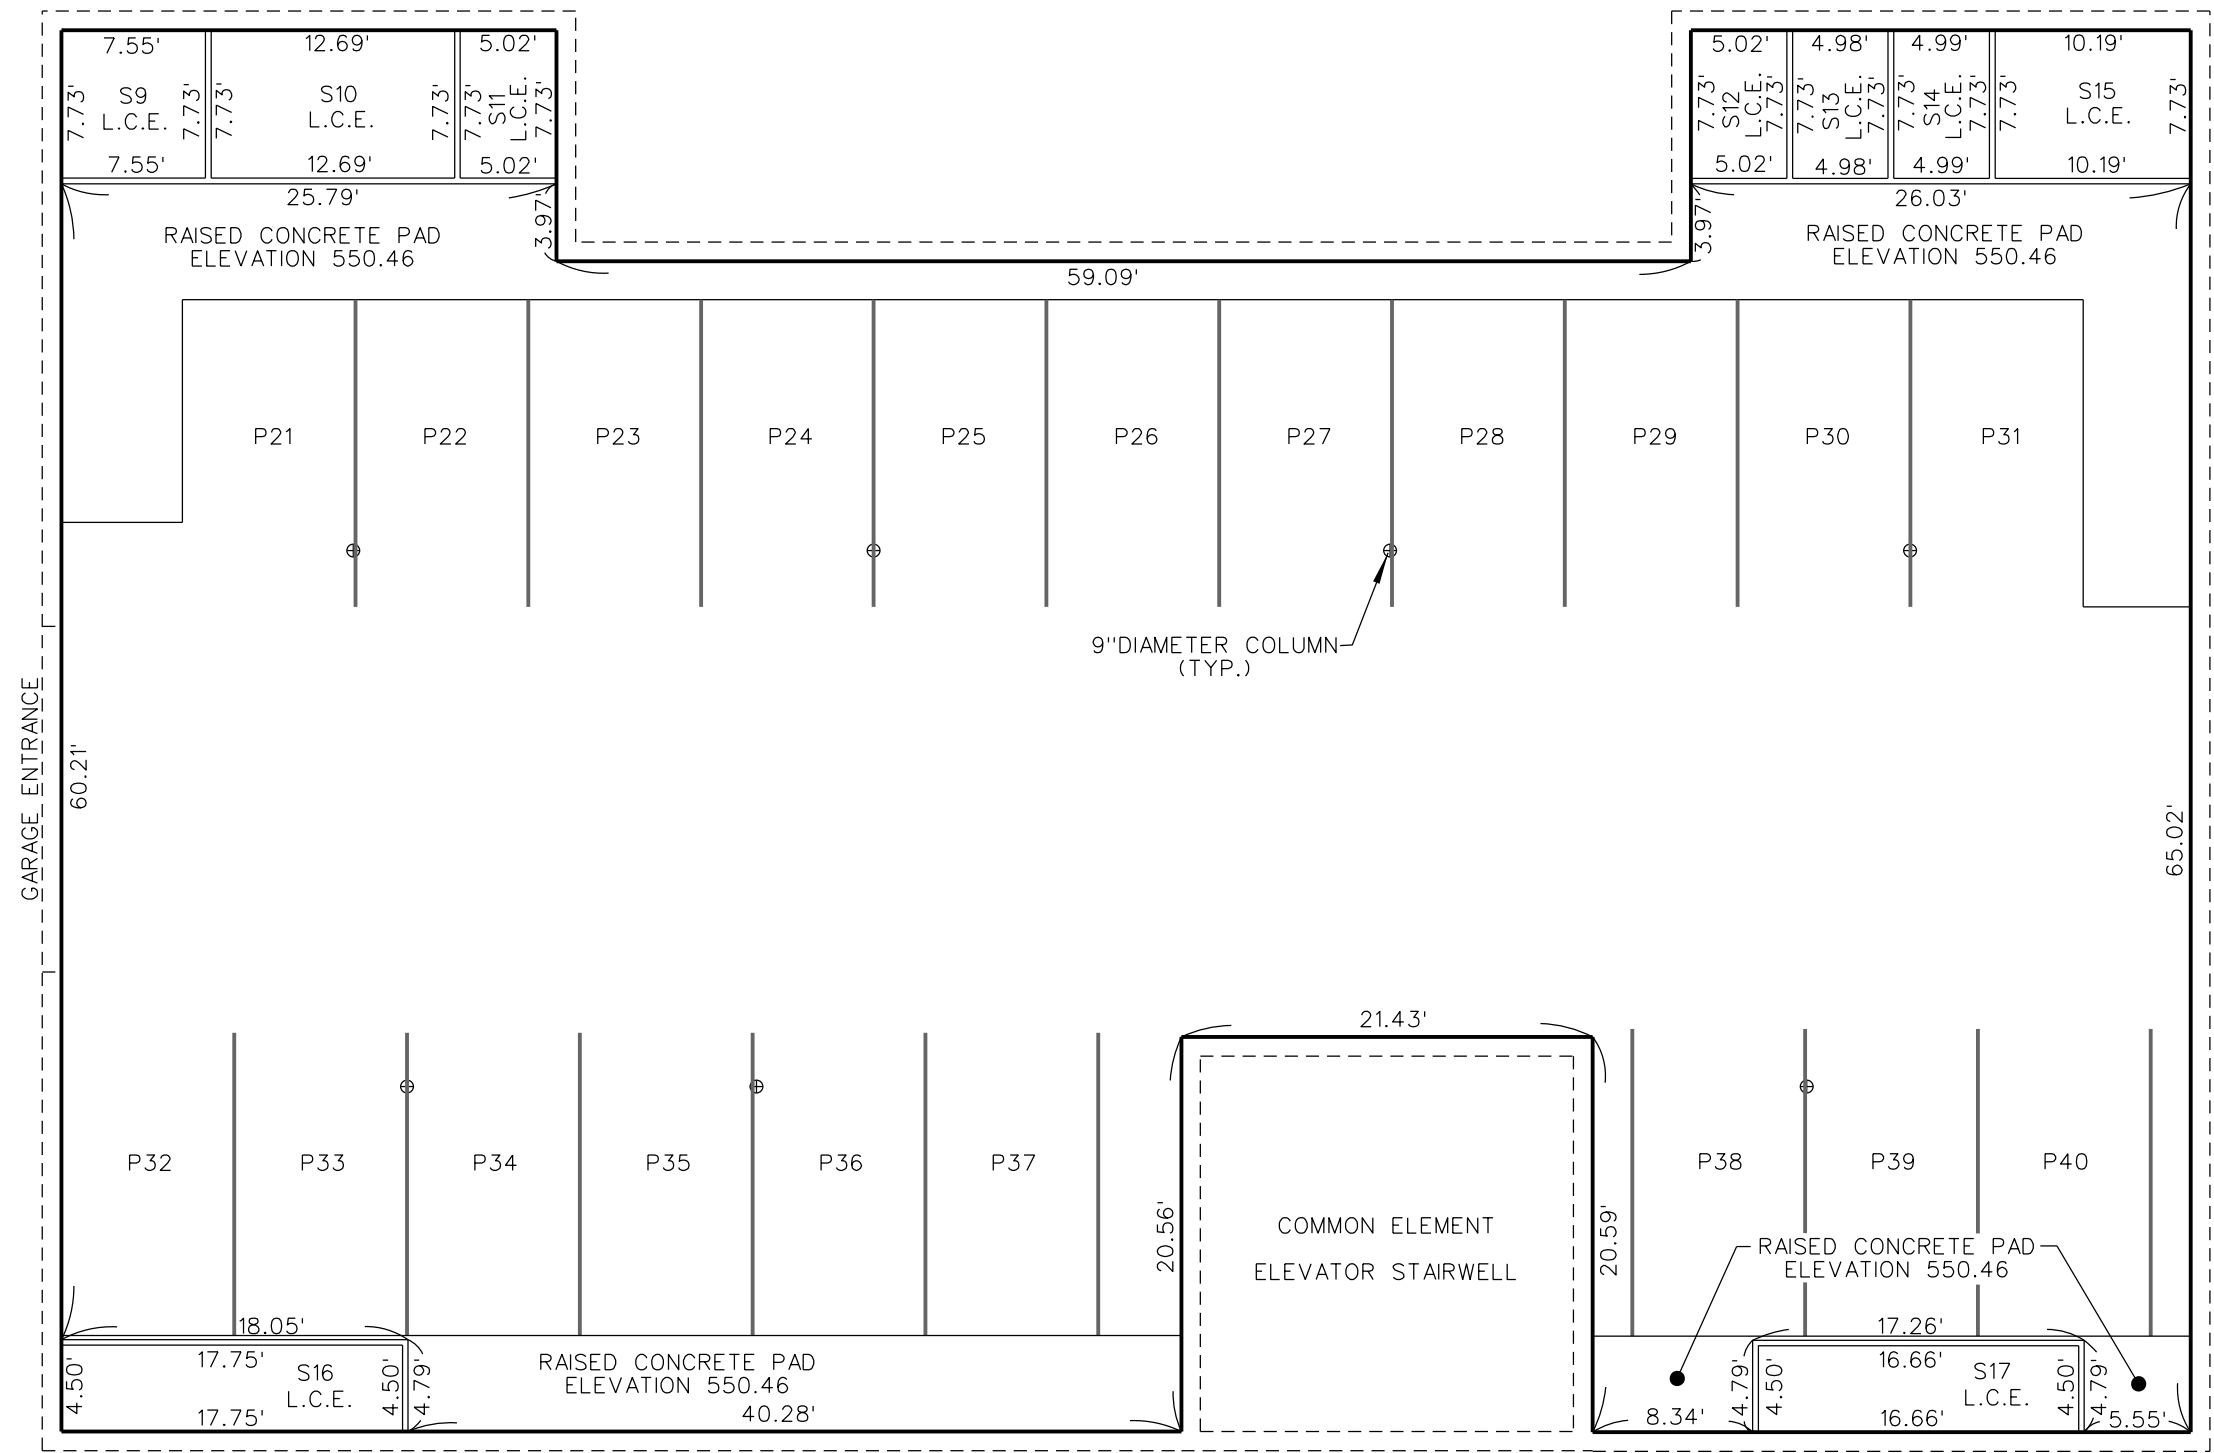 7.55' 12.69' 5.02' 5.02' 4.98' 4.99' 10.19'
7.73' S9 7.73' 7.73' S10 7.73' 7.73' S11 7.73' 7.73' S12 7.73' 7.73' S13 7.73' 7.73' S14 7.73' 7.73' S15 7.73'
L.C.E. L.C.E. L.C.E. L.C.E. L.C.E. L.C.E. L.C.E.
7.55' 12.69' 5.02' 5.02' 4.98' 4.99' 10.19'
25.79' 3.97' 3.97' 26.03'
RAISED CONCRETE PAD
ELEVATION 550.46
RAISED CONCRETE PAD
ELEVATION 550.46
59.09'
P21 P22 P23 P24 P25 P26 P27 P28 P29 P30 P31
9"DIAMETER COLUMN
(TYP.)
GARAGE ENTRANCE
60.21'
65.02'
21.43'
P32 P33 P34 P35 P36 P37 P38 P39 P40
20.56'
20.59'
COMMON ELEMENT
ELEVATOR STAIRWELL
RAISED CONCRETE PAD
ELEVATION 550.46
18.05'
17.75'
4.50' S16 4.50' 4.79'
L.C.E.
17.75'
RAISED CONCRETE PAD
ELEVATION 550.46
40.28'
17.26'
16.66'
4.79' 4.50' S17 4.50' 4.79'
L.C.E.
8.34' 16.66' 5.55'